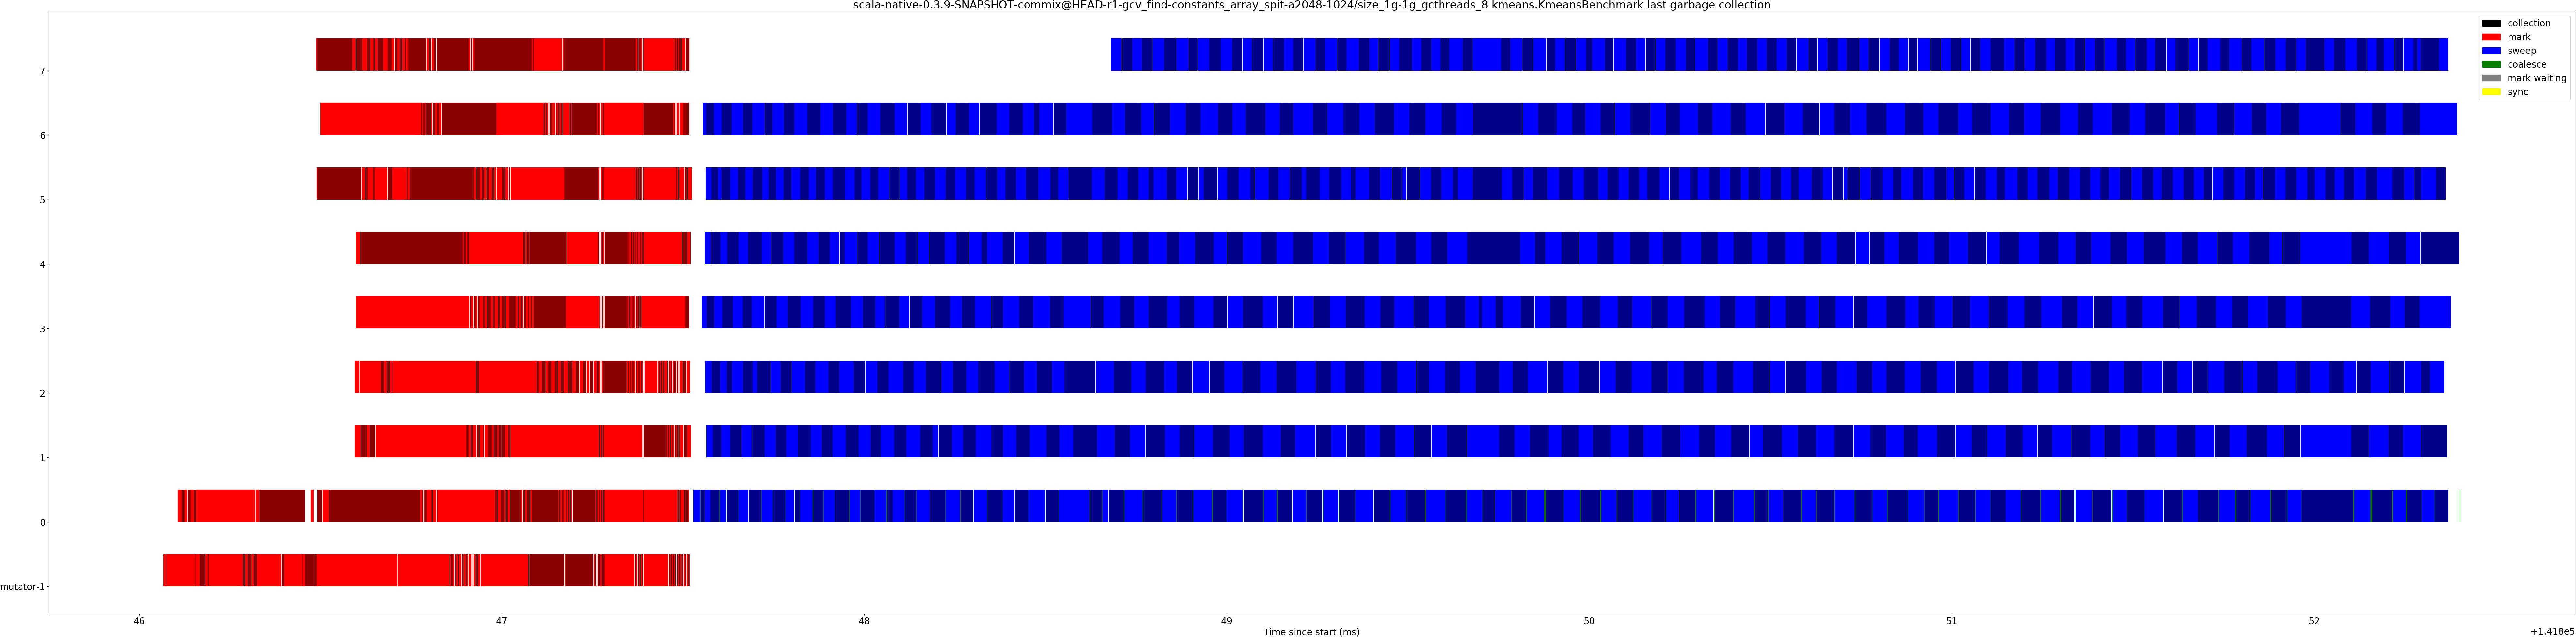 scala-native-0.3.9-SNAPSHOT-commix@HEAD-r1-gcv_find-constants_array_spit-a2048-1024/size_1g-1g_gcthreads_8 kmeans.KmeansBenchmark last garbage collection
collection
mark
sweep
coalesce
mark waiting
sync
7
6
5
4
3
2
1
0
mutator-1
46 47 48 49 50 51 52
Time since start (ms)
+1.418e5